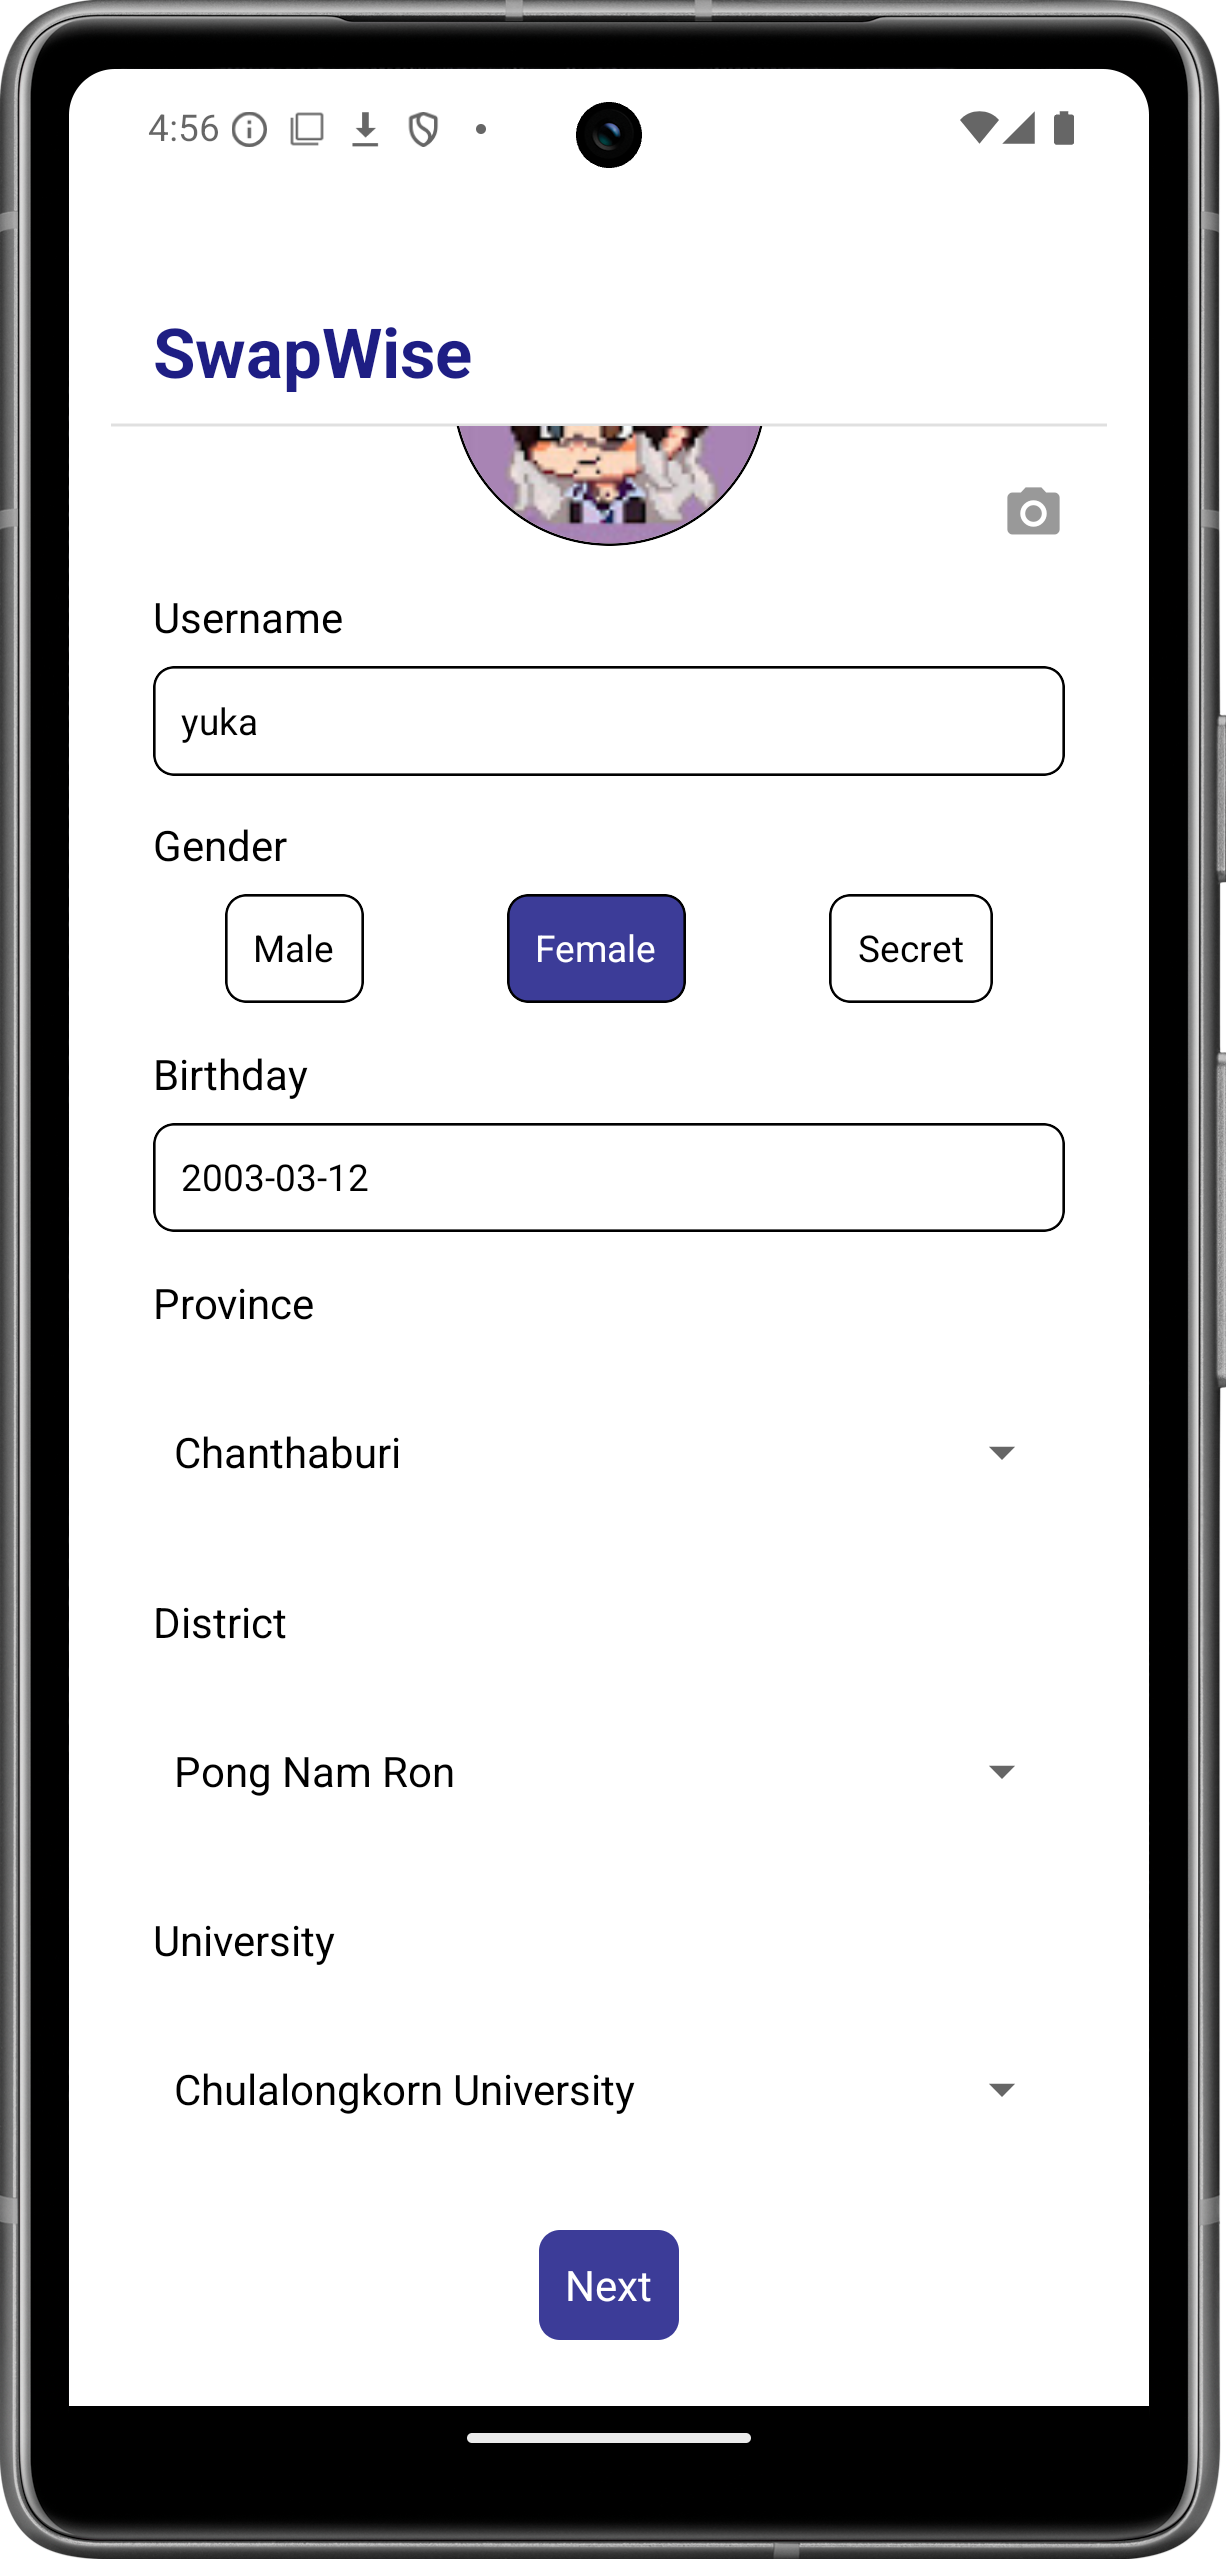 4:56
SwapWise
Username
yuka
Gender
Male Female Secret
Birthday
2003-03-12
Province
Chanthaburi
District
Pong Nam Ron
University
Chulalongkorn University
Next